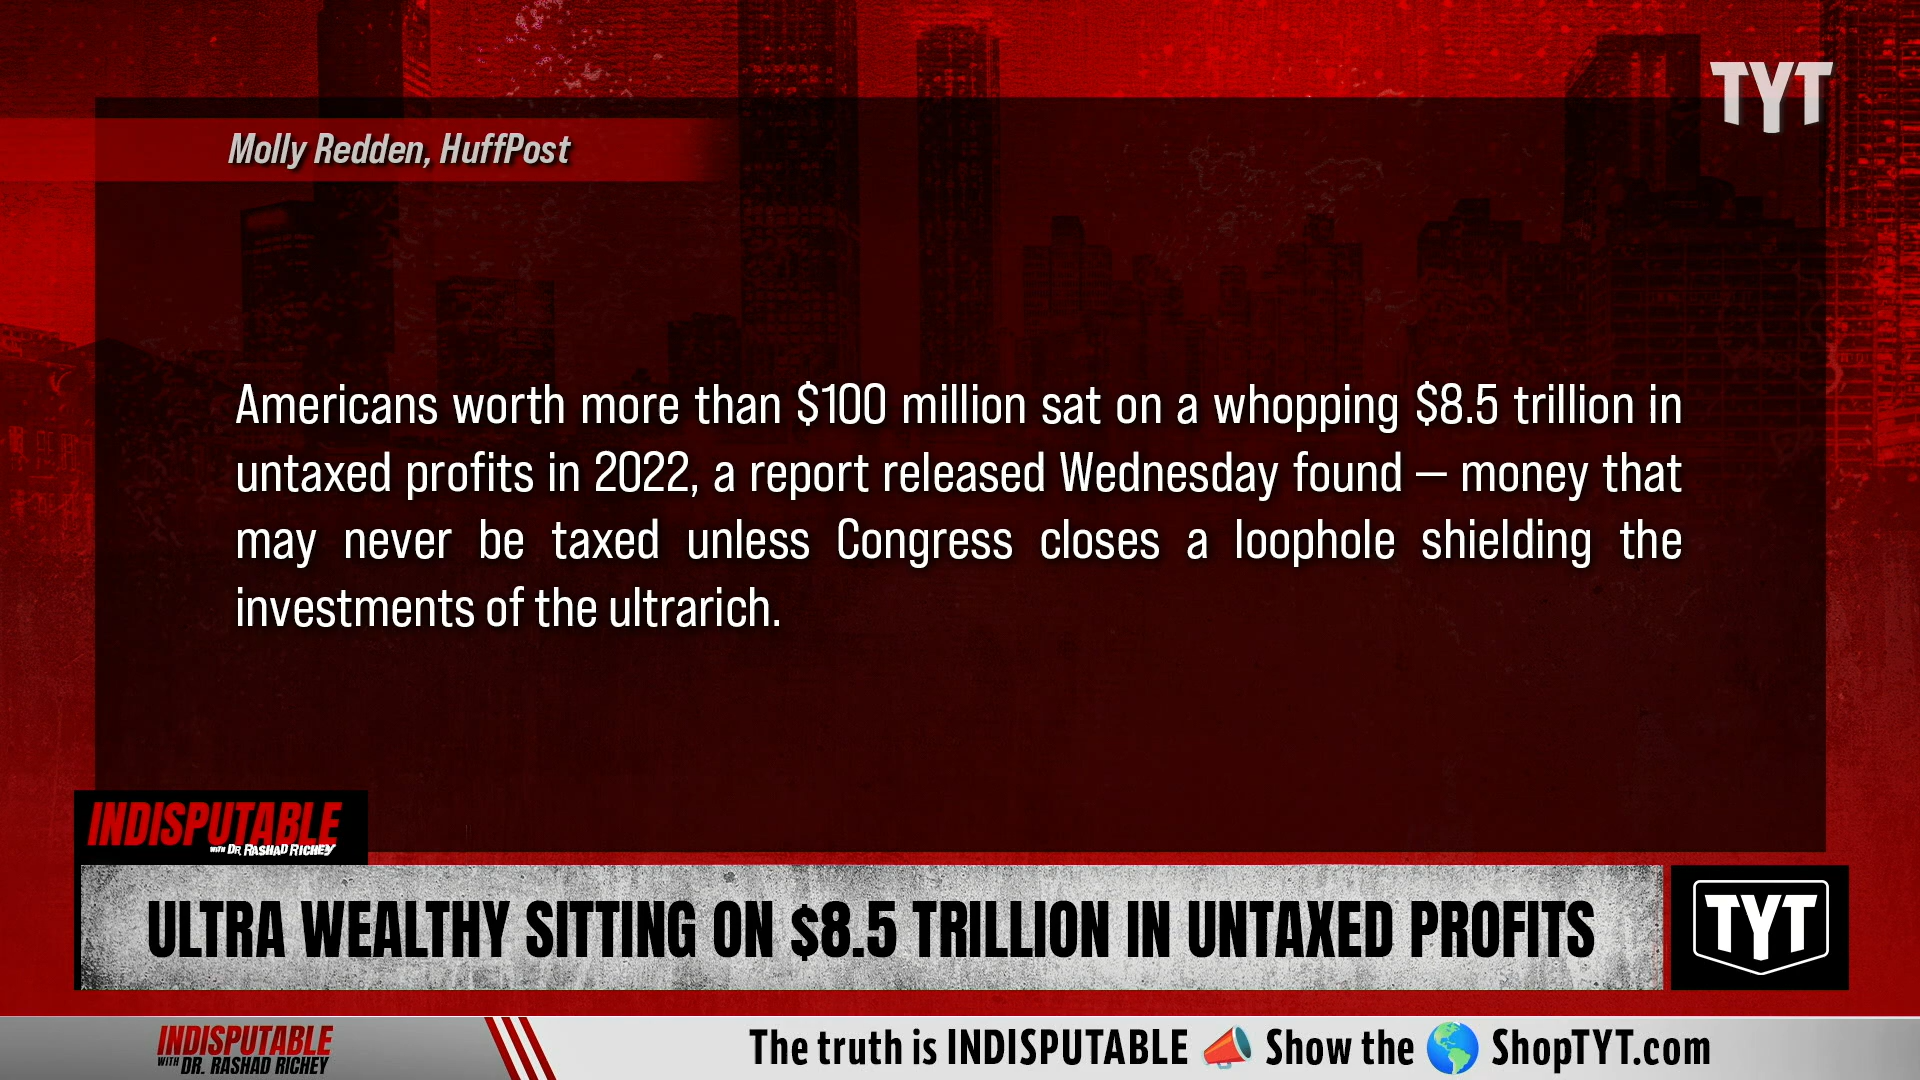 TYT
Molly Redden, HuffPost
Americans worth more than $100 million sat on a whopping $8.5 trillion in
untaxed profits in 2022, a report released Wednesday found — money that
may never be taxed unless Congress closes a loophole shielding the
investments of the ultrarich.
INDISPUTABLE
WITH DR RASHAD RICHEY
ULTRA WEALTHY SITTING ON $8.5 TRILLION IN UNTAXED PROFITS
TYT
INDISPUTABLE
WITH DR. RASHAD RICHEY
The truth is INDISPUTABLE 📣 Show the 🌎 ShopTYT.com